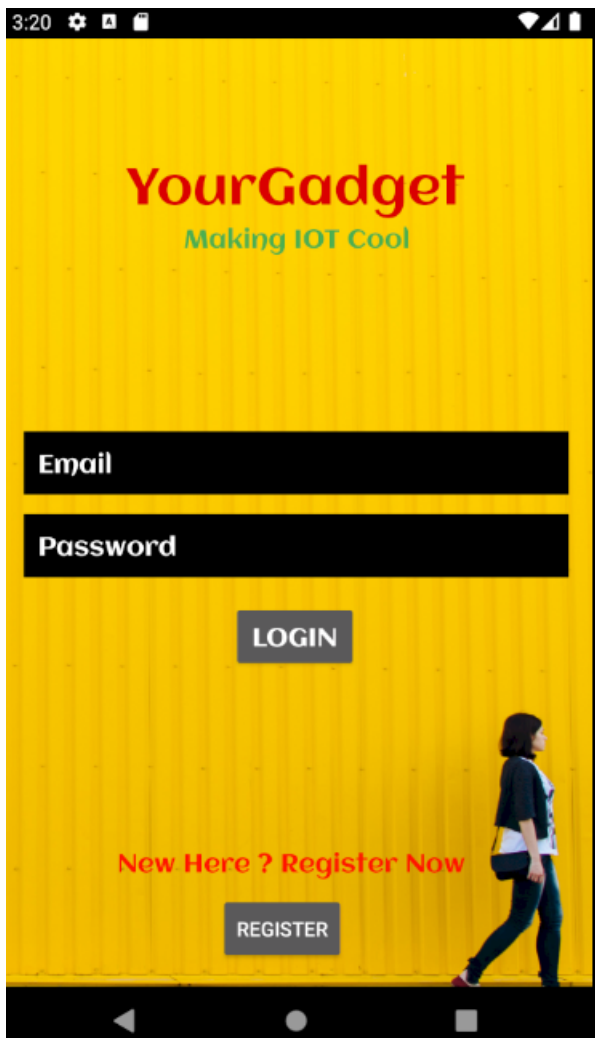 3:20
YourGadget
Making IOT Cool
Email
Password
LOGIN
New Here ? Register Now
REGISTER